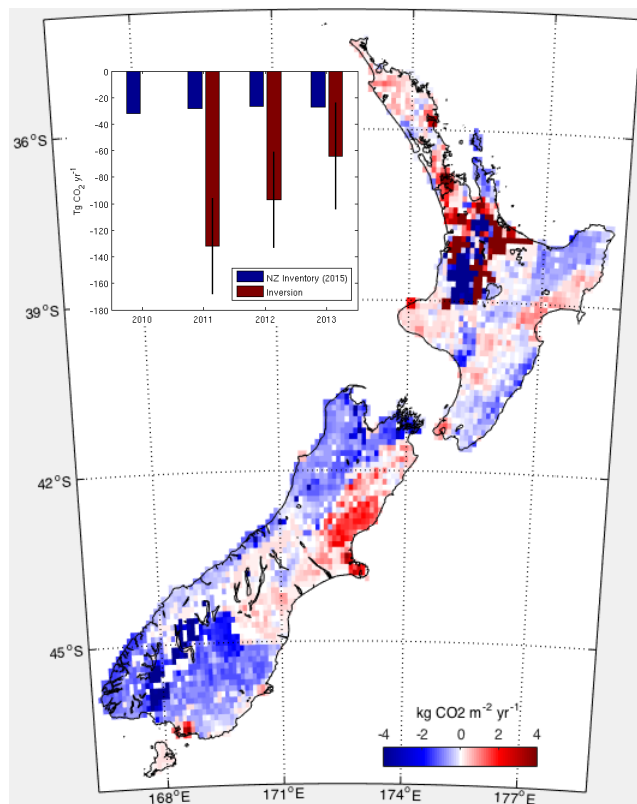 0
-20
-40
-60
-80
-100
-120
-140
-160
-180
Tg CO2 yr-1
NZ Inventory (2015)
Inversion
2010 2011 2012 2013
36°S
39°S
42°S
45°S
kg CO2 m-2 yr-1
-4 -2 0 2 4
168°E 171°E 174°E 177°E